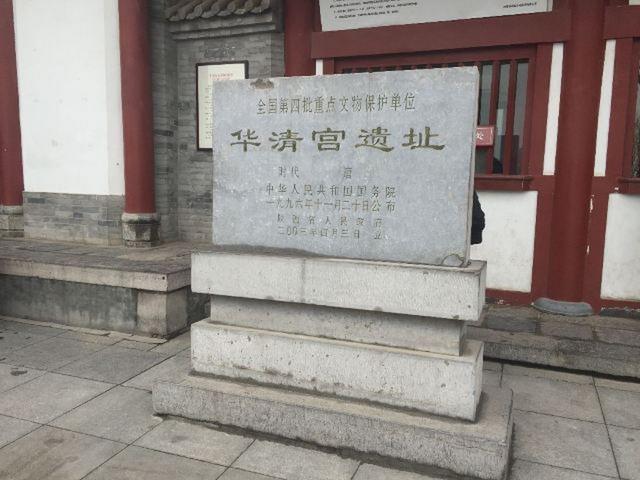 全国第四批重点文物保护单位
华清宫遗址
时代 唐
中华人民共和国国务院
一九九六年十一月二十日公布
陕西省人民政府
二〇〇三年四月三日 立